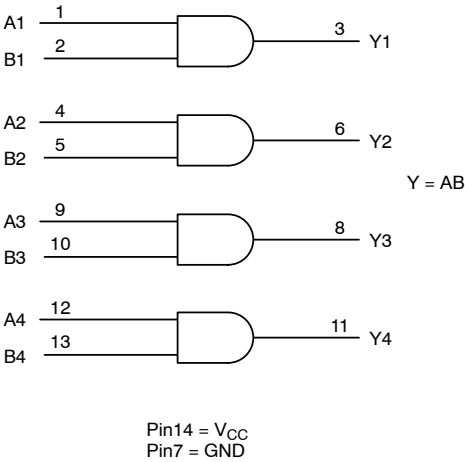 A1 1 3 Y1
B1 2
A2 4 6 Y2
B2 5
Y = AB
A3 9 8 Y3
B3 10
A4 12 11 Y4
B4 13
Pin14 = VCC
Pin7 = GND